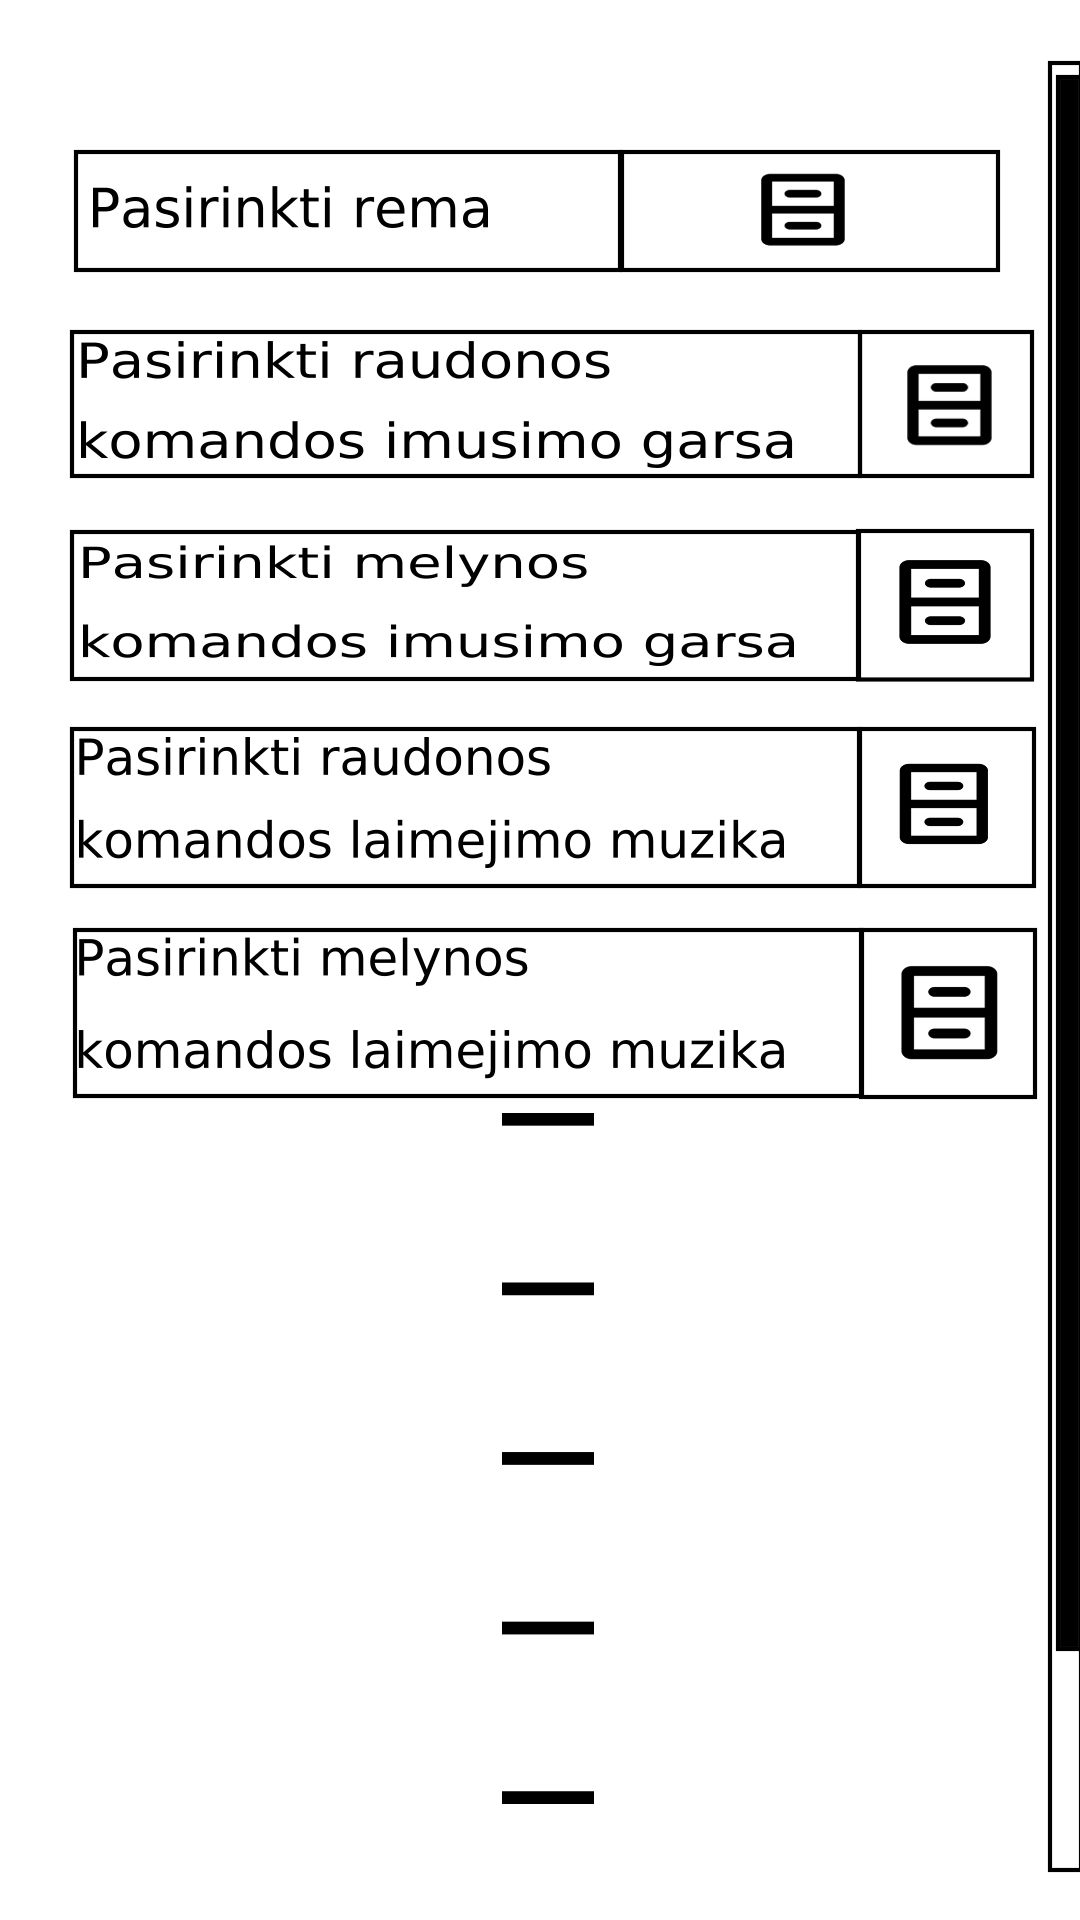 Pasirinkti rema
Pasirinkti raudonos
komandos imusimo garsa
Pasirinkti melynos
komandos imusimo garsa
Pasirinkti raudonos
komandos laimejimo muzika
Pasirinkti melynos
komandos laimejimo muzika